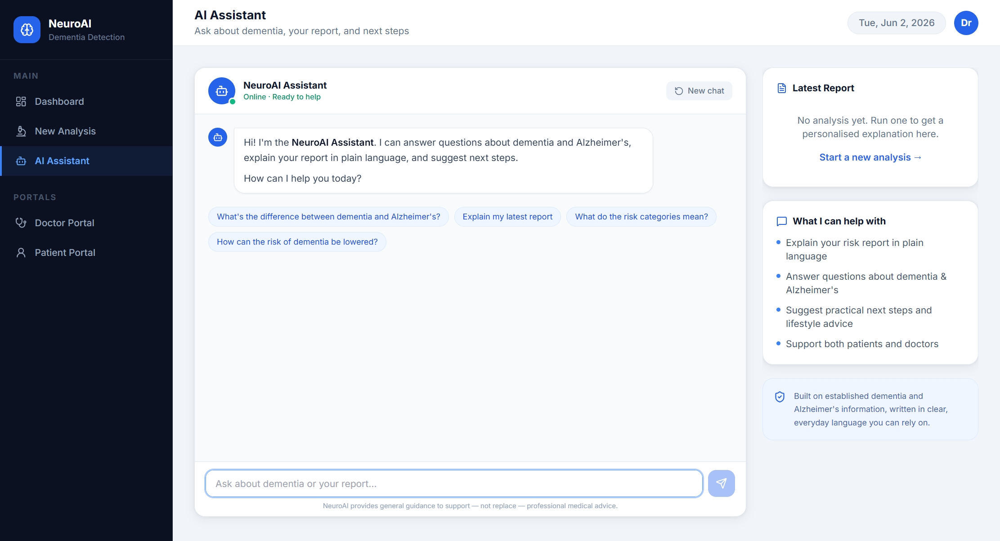 NeuroAI
Dementia Detection
MAIN
Dashboard
New Analysis
AI Assistant
PORTALS
Doctor Portal
Patient Portal
AI Assistant
Ask about dementia, your report, and next steps
Tue, Jun 2, 2026
Dr
NeuroAI Assistant
Online · Ready to help
New chat
Hi! I'm the NeuroAI Assistant. I can answer questions about dementia and Alzheimer's,
explain your report in plain language, and suggest next steps.
How can I help you today?
What's the difference between dementia and Alzheimer's?
Explain my latest report
What do the risk categories mean?
How can the risk of dementia be lowered?
Ask about dementia or your report...
NeuroAI provides general guidance to support — not replace — professional medical advice.
Latest Report
No analysis yet. Run one to get a
personalised explanation here.
Start a new analysis →
What I can help with
Explain your risk report in plain
language
Answer questions about dementia &
Alzheimer's
Suggest practical next steps and
lifestyle advice
Support both patients and doctors
Built on established dementia and
Alzheimer's information, written in clear,
everyday language you can rely on.